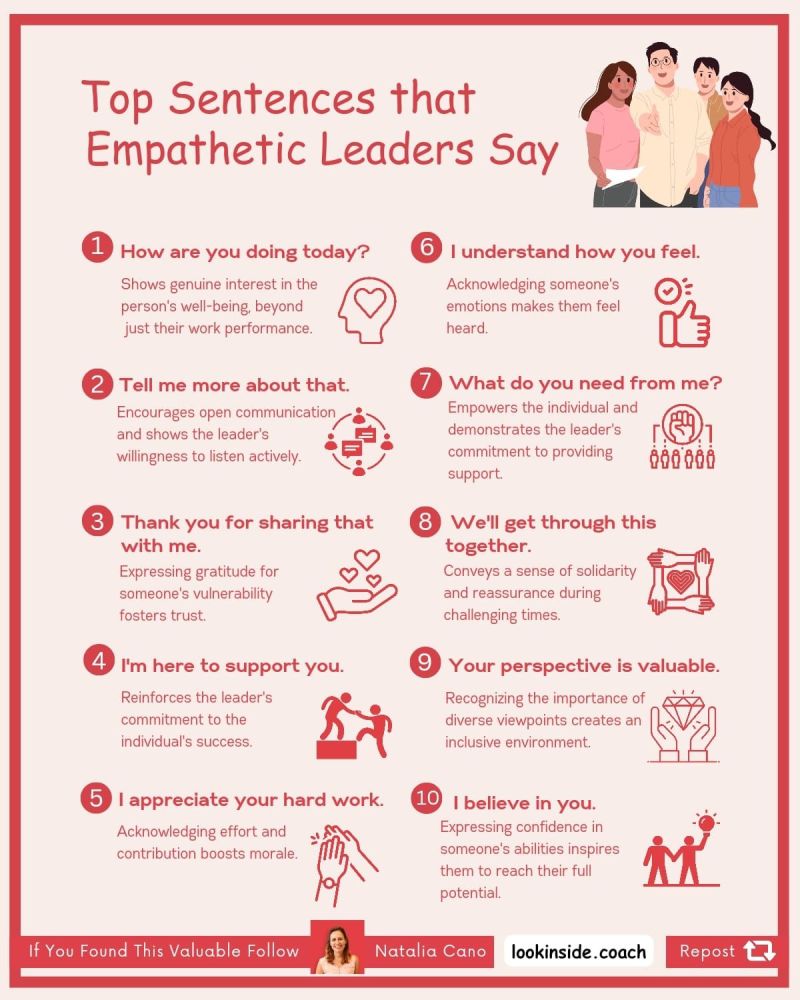 Top Sentences that
Empathetic Leaders Say
1 How are you doing today?
Shows genuine interest in the
person's well-being, beyond
just their work performance.
2 Tell me more about that.
Encourages open communication
and shows the leader's
willingness to listen actively.
3 Thank you for sharing that
with me.
Expressing gratitude for
someone's vulnerability
fosters trust.
4 I'm here to support you.
Reinforces the leader's
commitment to the
individual's success.
5 I appreciate your hard work.
Acknowledging effort and
contribution boosts morale.
6 I understand how you feel.
Acknowledging someone's
emotions makes them feel
heard.
7 What do you need from me?
Empowers the individual and
demonstrates the leader's
commitment to providing
support.
8 We'll get through this
together.
Conveys a sense of solidarity
and reassurance during
challenging times.
9 Your perspective is valuable.
Recognizing the importance of
diverse viewpoints creates an
inclusive environment.
10 I believe in you.
Expressing confidence in
someone's abilities inspires
them to reach their full
potential.
If You Found This Valuable Follow Natalia Cano lookinside.coach Repost